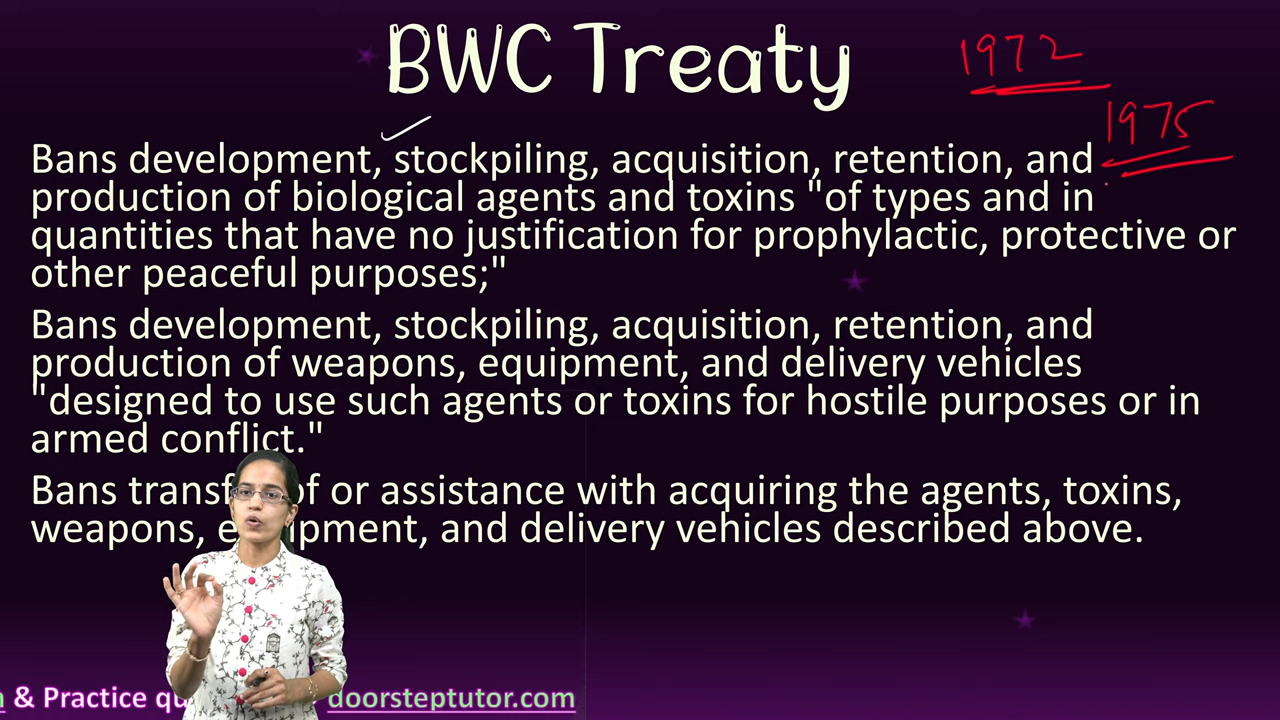 BWC Treaty
1972
1975
Bans development, stockpiling, acquisition, retention, and
production of biological agents and toxins "of types and in
quantities that have no justification for prophylactic, protective or
other peaceful purposes;"
Bans development, stockpiling, acquisition, retention, and
production of weapons, equipment, and delivery vehicles
"designed to use such agents or toxins for hostile purposes or in
armed conflict."
Bans of or assistance with acquiring the agents, toxins,
weapons, and delivery vehicles described above.
& Practice doorsteptutor.com